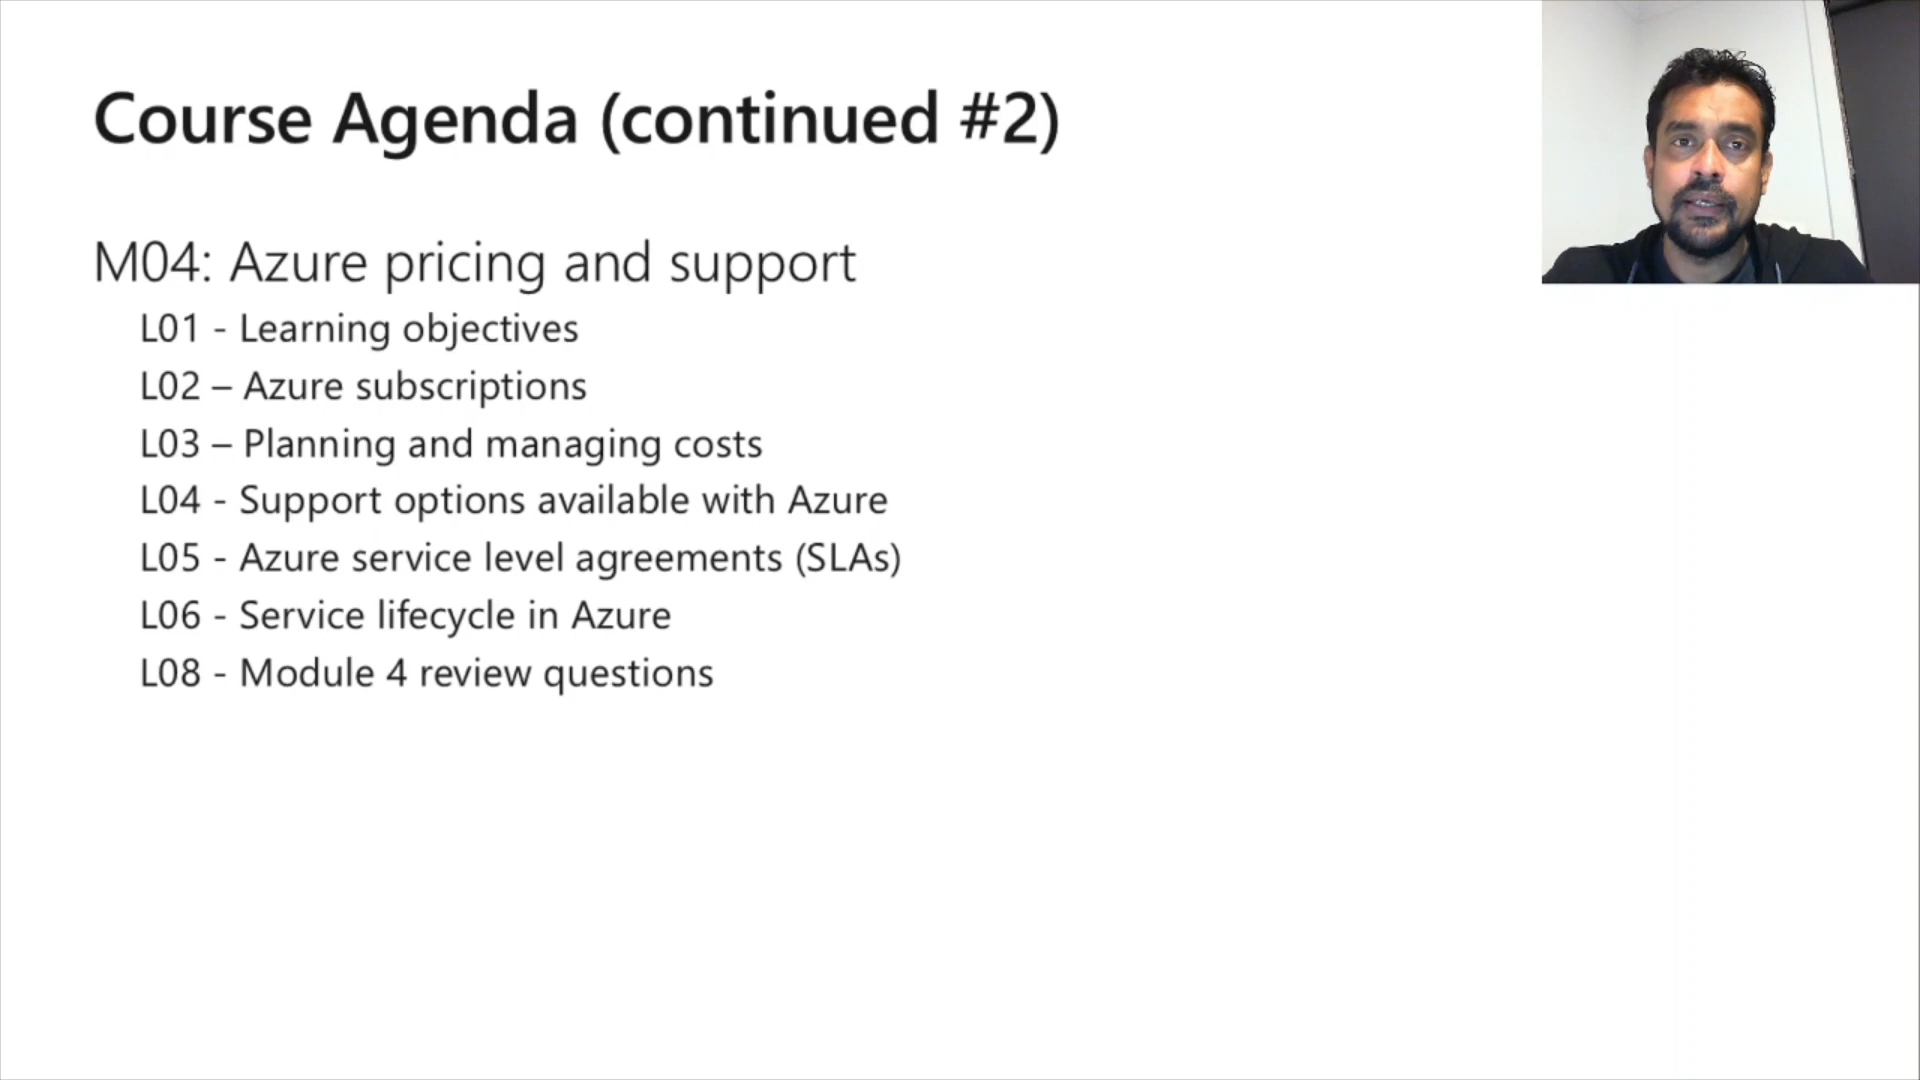 Course Agenda (continued #2)
M04: Azure pricing and support
L01 - Learning objectives
L02 – Azure subscriptions
L03 – Planning and managing costs
L04 - Support options available with Azure
L05 - Azure service level agreements (SLAs)
L06 - Service lifecycle in Azure
L08 - Module 4 review questions